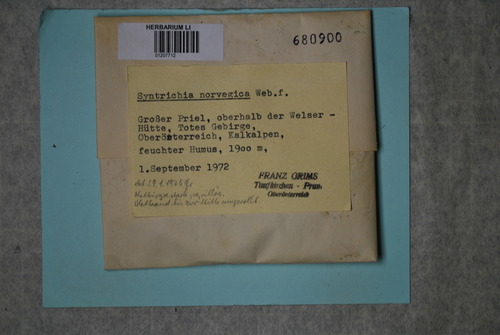 HERBARIUM LI
01207710
680900
Syntrichia norvegica Web.f.
Großer Priel, oberhalb der Welser -
Hütte, Totes Gebirge,
Oberösterreich, Kalkalpen,
feuchter Humus, 1900 m,
1.September 1972
FRANZ GRIMS
Taufkirchen - Pram
Oberösterreich